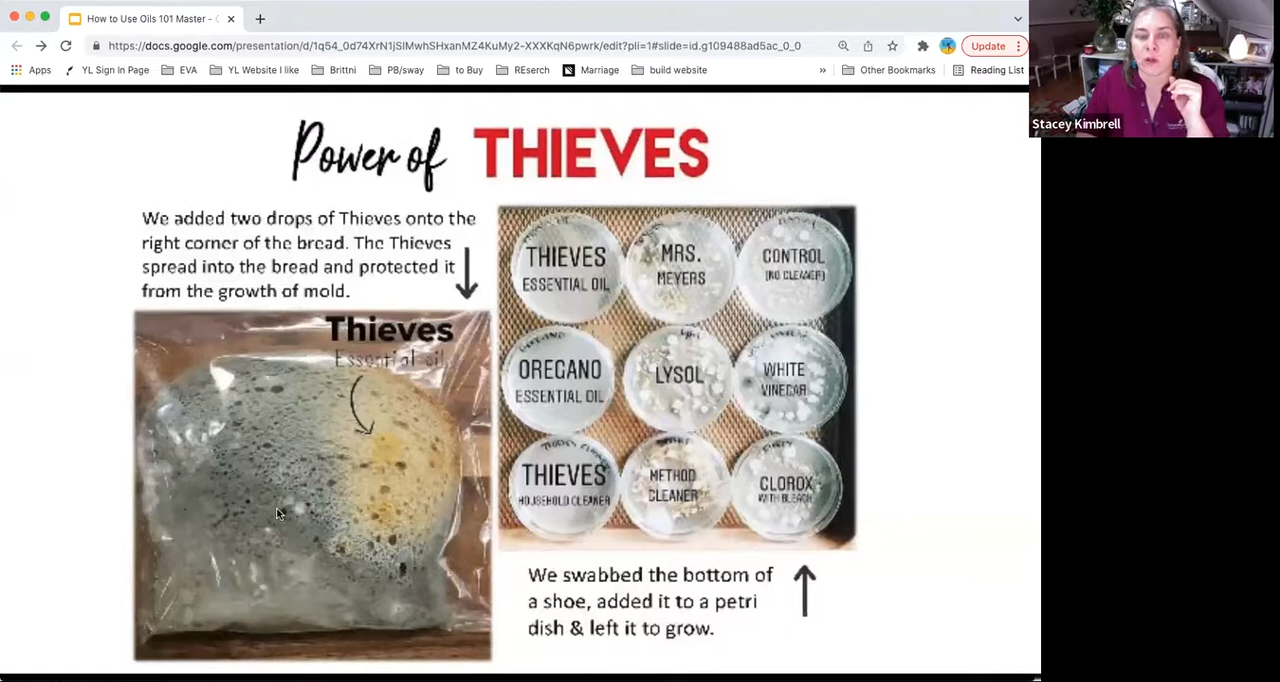 How to Use Oils 101 Master - G
https://docs.google.com/presentation/d/1q54_0d74XrN1jSIMwhSHxanMZ4KuMy2-XXXKqN6pwrk/edit?pli=1#slide=id.g109488ad5ac_0_0
Update
Apps YL Sign In Page EVA YL Website I like Brittni PB/sway to Buy REserch Marriage build website » Other Bookmarks Reading List
Stacey Kimbrell
Power of THIEVES
We added two drops of Thieves onto the
right corner of the bread. The Thieves
spread into the bread and protected it
from the growth of mold.
Thieves
Essential oil
THIEVES
ESSENTIAL OIL
MRS.
MEYERS
CONTROL
(NO CLEANER)
OREGANO
ESSENTIAL OIL
LYSOL
WHITE
VINEGAR
THIEVES
HOUSEHOLD CLEANER
METHOD
CLEANER
CLOROX
WITH BLEACH
We swabbed the bottom of
a shoe, added it to a petri
dish & left it to grow.